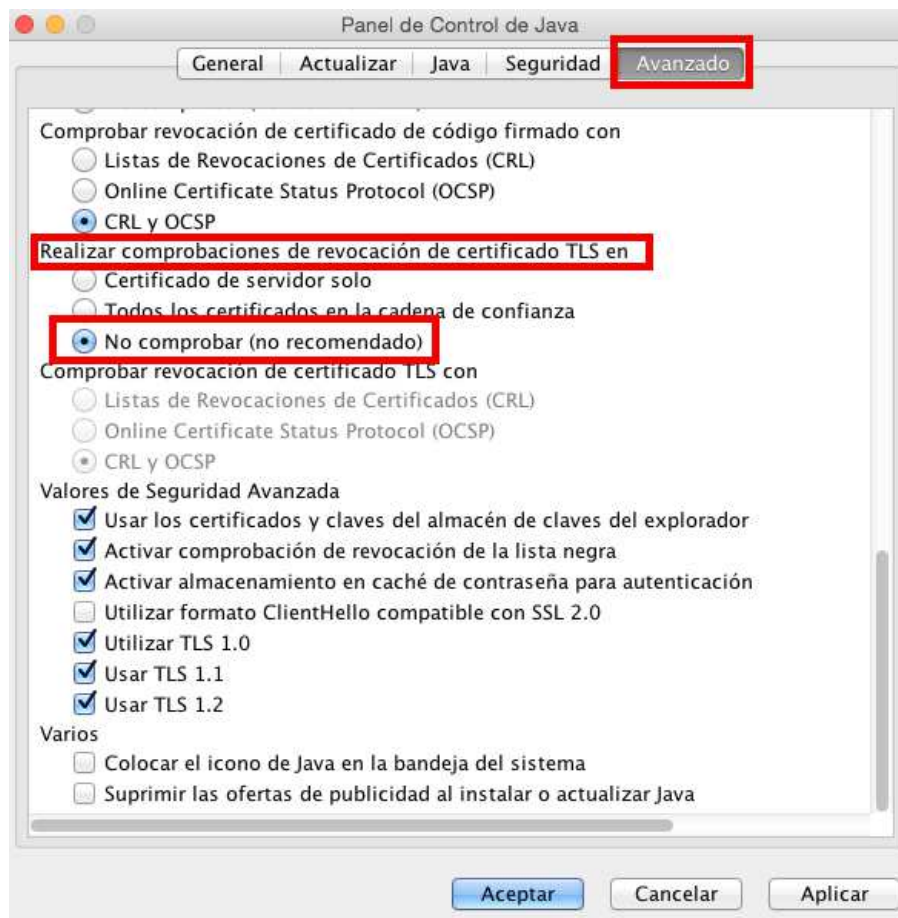 Panel de Control de Java
General Actualizar Java Seguridad Avanzado
Comprobar revocación de certificado de código firmado con
Listas de Revocaciones de Certificados (CRL)
Online Certificate Status Protocol (OCSP)
CRL y OCSP
Realizar comprobaciones de revocación de certificado TLS en
Certificado de servidor solo
Todos los certificados en la cadena de confianza
No comprobar (no recomendado)
Comprobar revocación de certificado TLS con
Listas de Revocaciones de Certificados (CRL)
Online Certificate Status Protocol (OCSP)
CRL y OCSP
Valores de Seguridad Avanzada
Usar los certificados y claves del almacén de claves del explorador
Activar comprobación de revocación de la lista negra
Activar almacenamiento en caché de contraseña para autenticación
Utilizar formato ClientHello compatible con SSL 2.0
Utilizar TLS 1.0
Usar TLS 1.1
Usar TLS 1.2
Varios
Colocar el icono de Java en la bandeja del sistema
Suprimir las ofertas de publicidad al instalar o actualizar Java
Aceptar Cancelar Aplicar